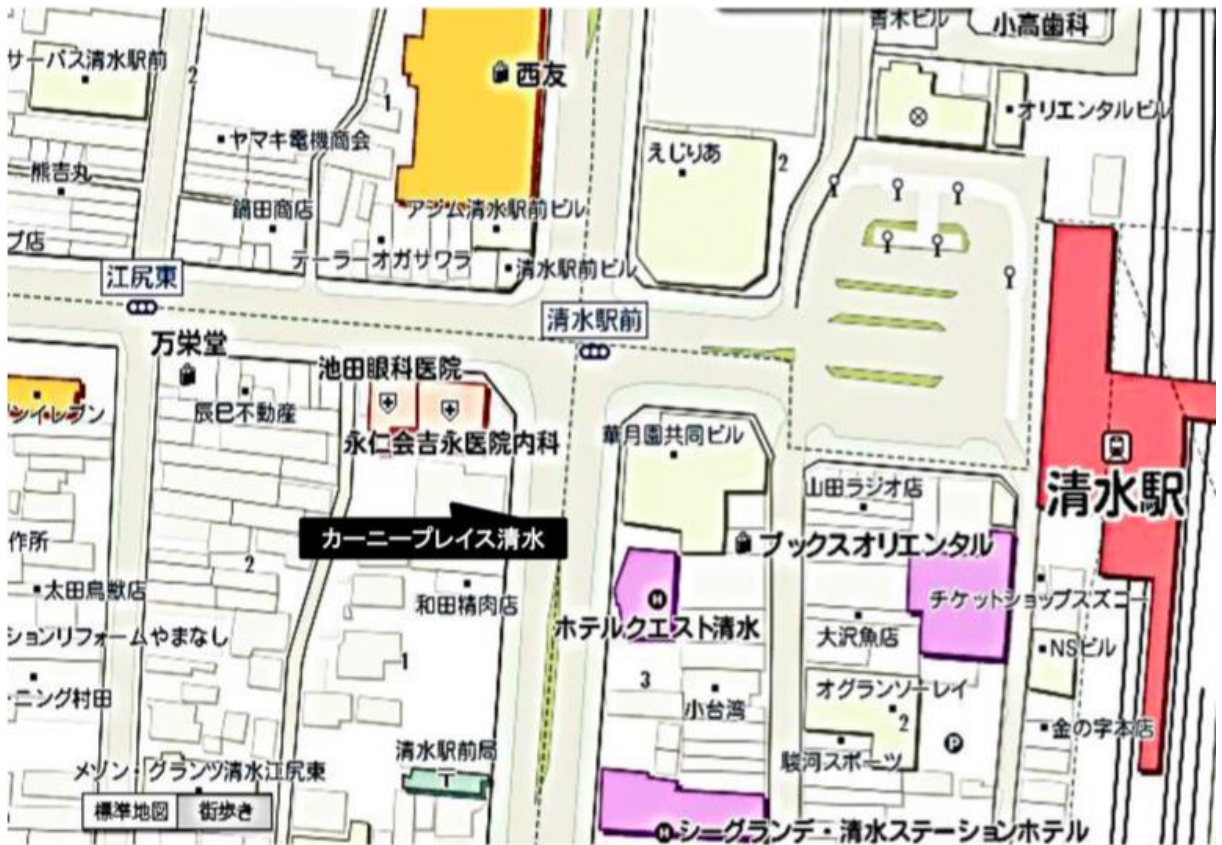 青木ビル
小高歯科
サーパス清水駅前
2
西友
1
オリエンタルビル
ヤマキ電機商会
えじりあ
2
熊吉丸
鍋田商店
アジム清水駅前ビル
プ店
テーラーオガサワラ
清水駅前ビル
江尻東
清水駅前
万栄堂
池田眼科医院
ンイレブン
辰巳不動産
永仁会吉永医院内科
華月園共同ビル
山田ラジオ店
清水駅
カーニープレイス清水
ブックスオリエンタル
作所
2
太田鳥獣店
和田精肉店
チケットショップスズコー
ホテルクエスト清水
大沢魚店
ションリフォームやまなし
1
NSビル
3
オグランソーレイ
ーニング村田
小台湾
2
金の字本店
P
清水駅前局
駿河スポーツ
メゾン・グランツ清水江尻東
標準地図
街歩き
H
H
シーグランデ・清水ステーションホテル